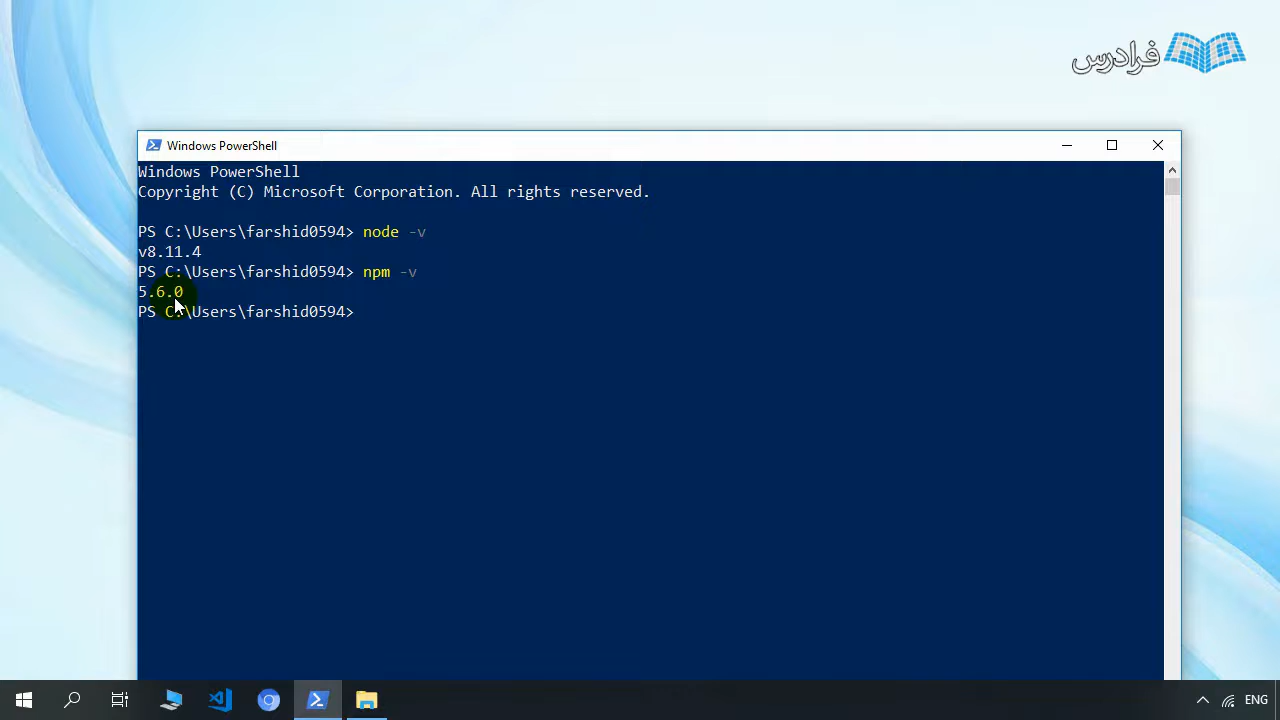 فرادرس
Windows PowerShell
Windows PowerShell
Copyright (C) Microsoft Corporation. All rights reserved.
PS C:\Users\farshid0594> node -v
v8.11.4
PS C:\Users\farshid0594> npm -v
5.6.0
PS C:\Users\farshid0594>
ENG